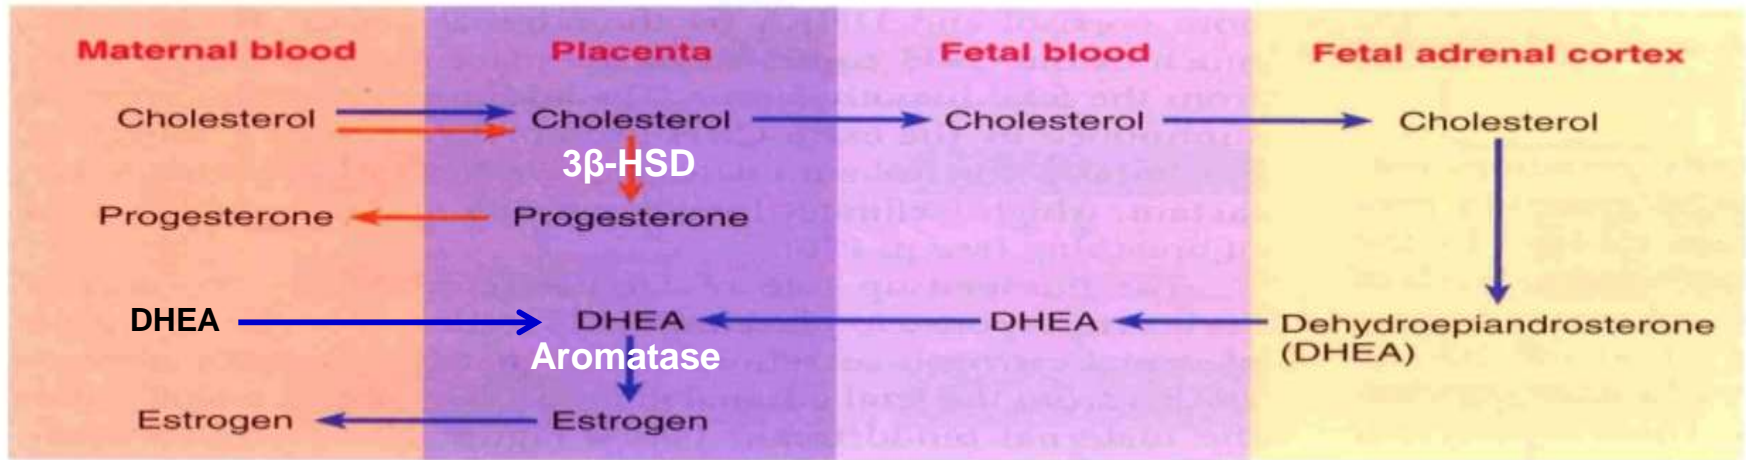 Maternal blood Placenta Fetal blood Fetal adrenal cortex
Cholesterol Cholesterol Cholesterol Cholesterol
3β-HSD
Progesterone Progesterone
DHEA DHEA DHEA Dehydroepiandrosterone
(DHEA)
Aromatase
Estrogen Estrogen